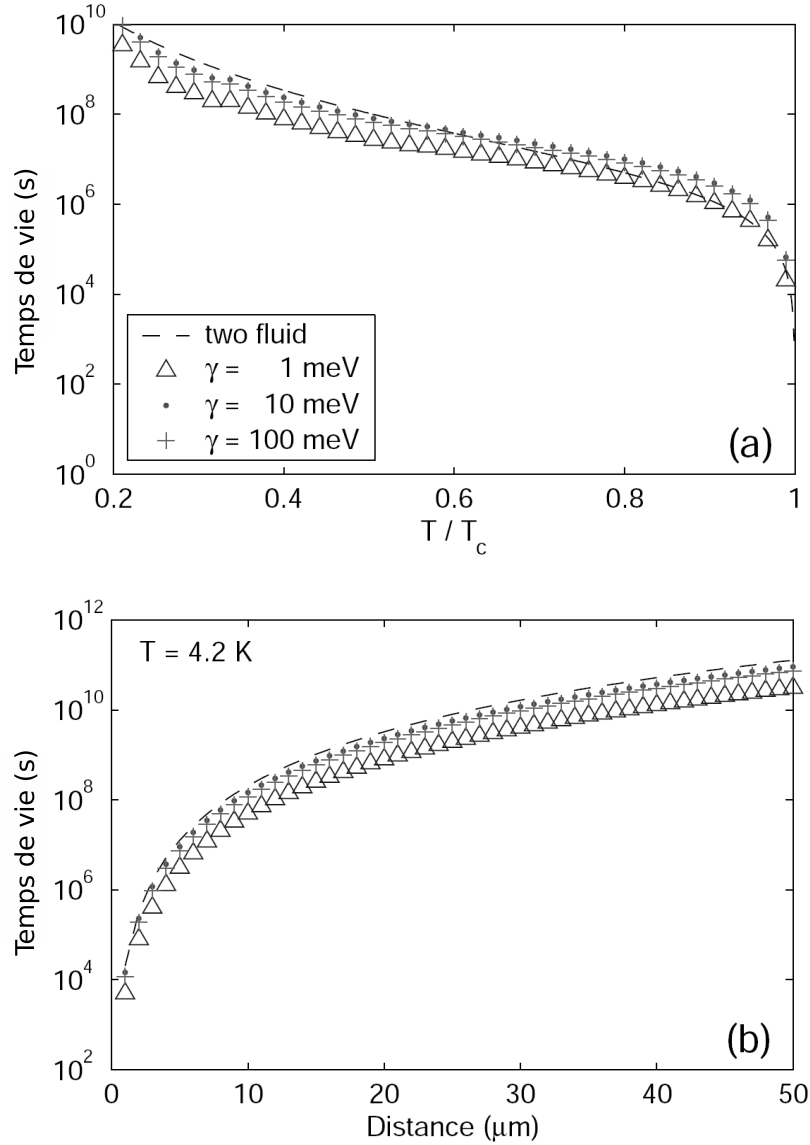 10^10
10^8
10^6
10^4
10^2
10^0
Temps de vie (s)
two fluid
γ = 1 meV
γ = 10 meV
γ = 100 meV
(a)
0.2 0.4 0.6 0.8 1
T / T_c
10^12
10^10
10^8
10^6
10^4
10^2
Temps de vie (s)
T = 4.2 K
(b)
0 10 20 30 40 50
Distance (μm)